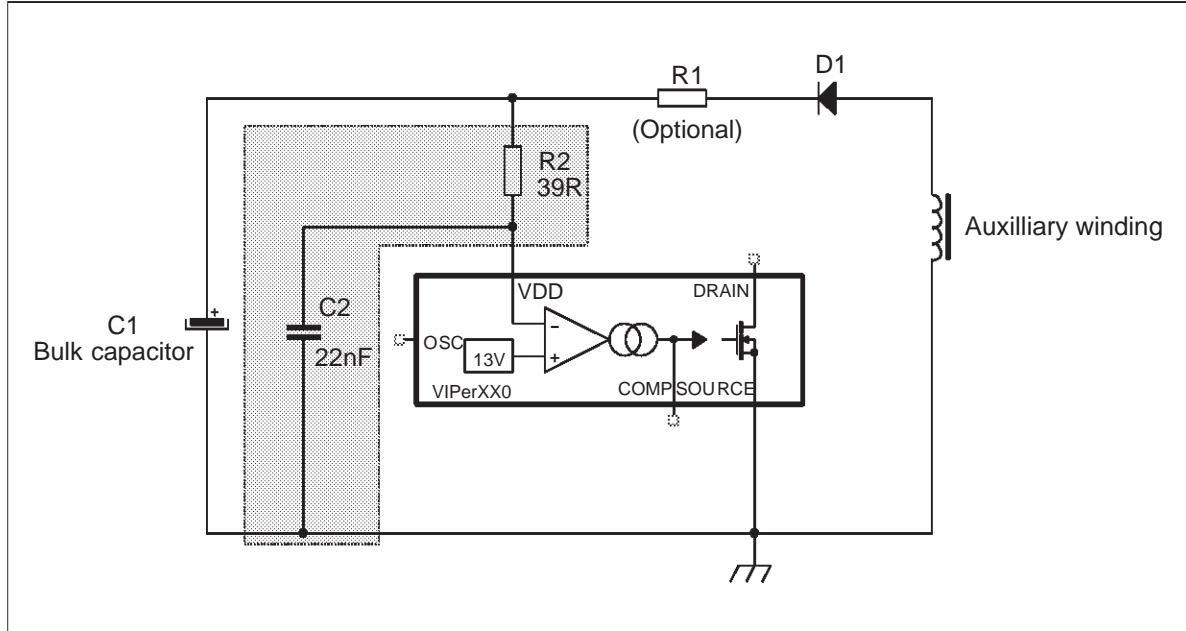 D1
R1
(Optional)
R2
39R
Auxilliary winding
VDD
DRAIN
C1
Bulk capacitor
+
C2
22nF
OSC
13V
−
+
VIPerXX0
COMP
SOURCE